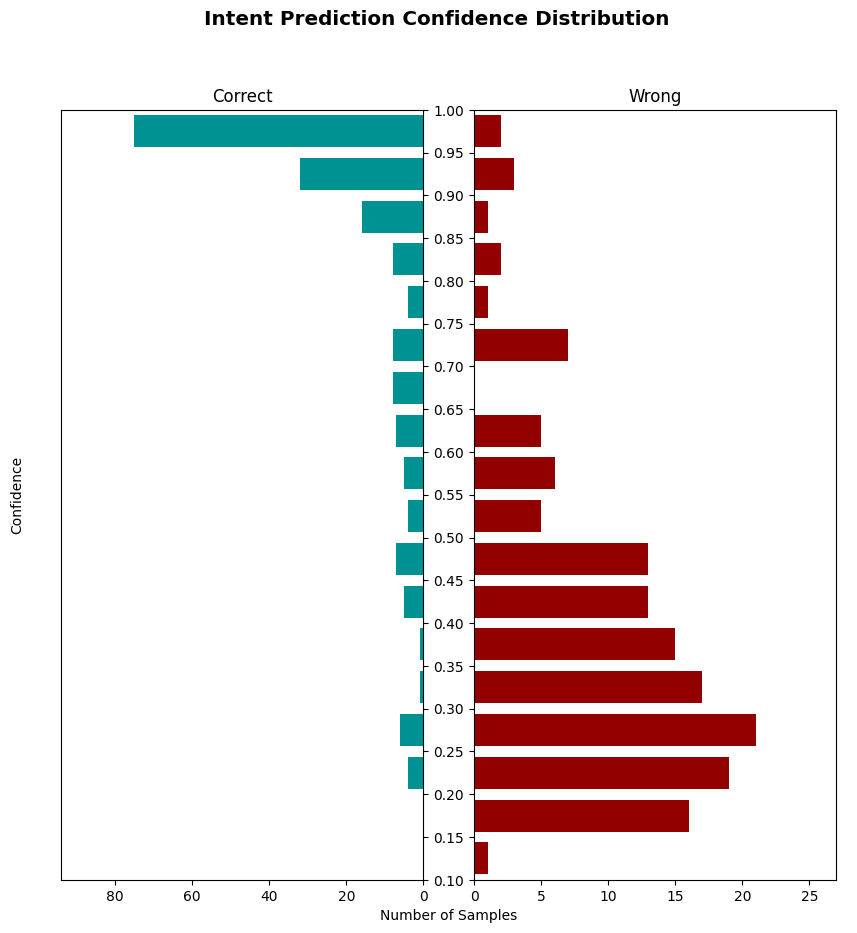 Intent Prediction Confidence Distribution
Correct
Wrong
Confidence
1.00
0.95
0.90
0.85
0.80
0.75
0.70
0.65
0.60
0.55
0.50
0.45
0.40
0.35
0.30
0.25
0.20
0.15
0.10
80 60 40 20 0
0 5 10 15 20 25
Number of Samples